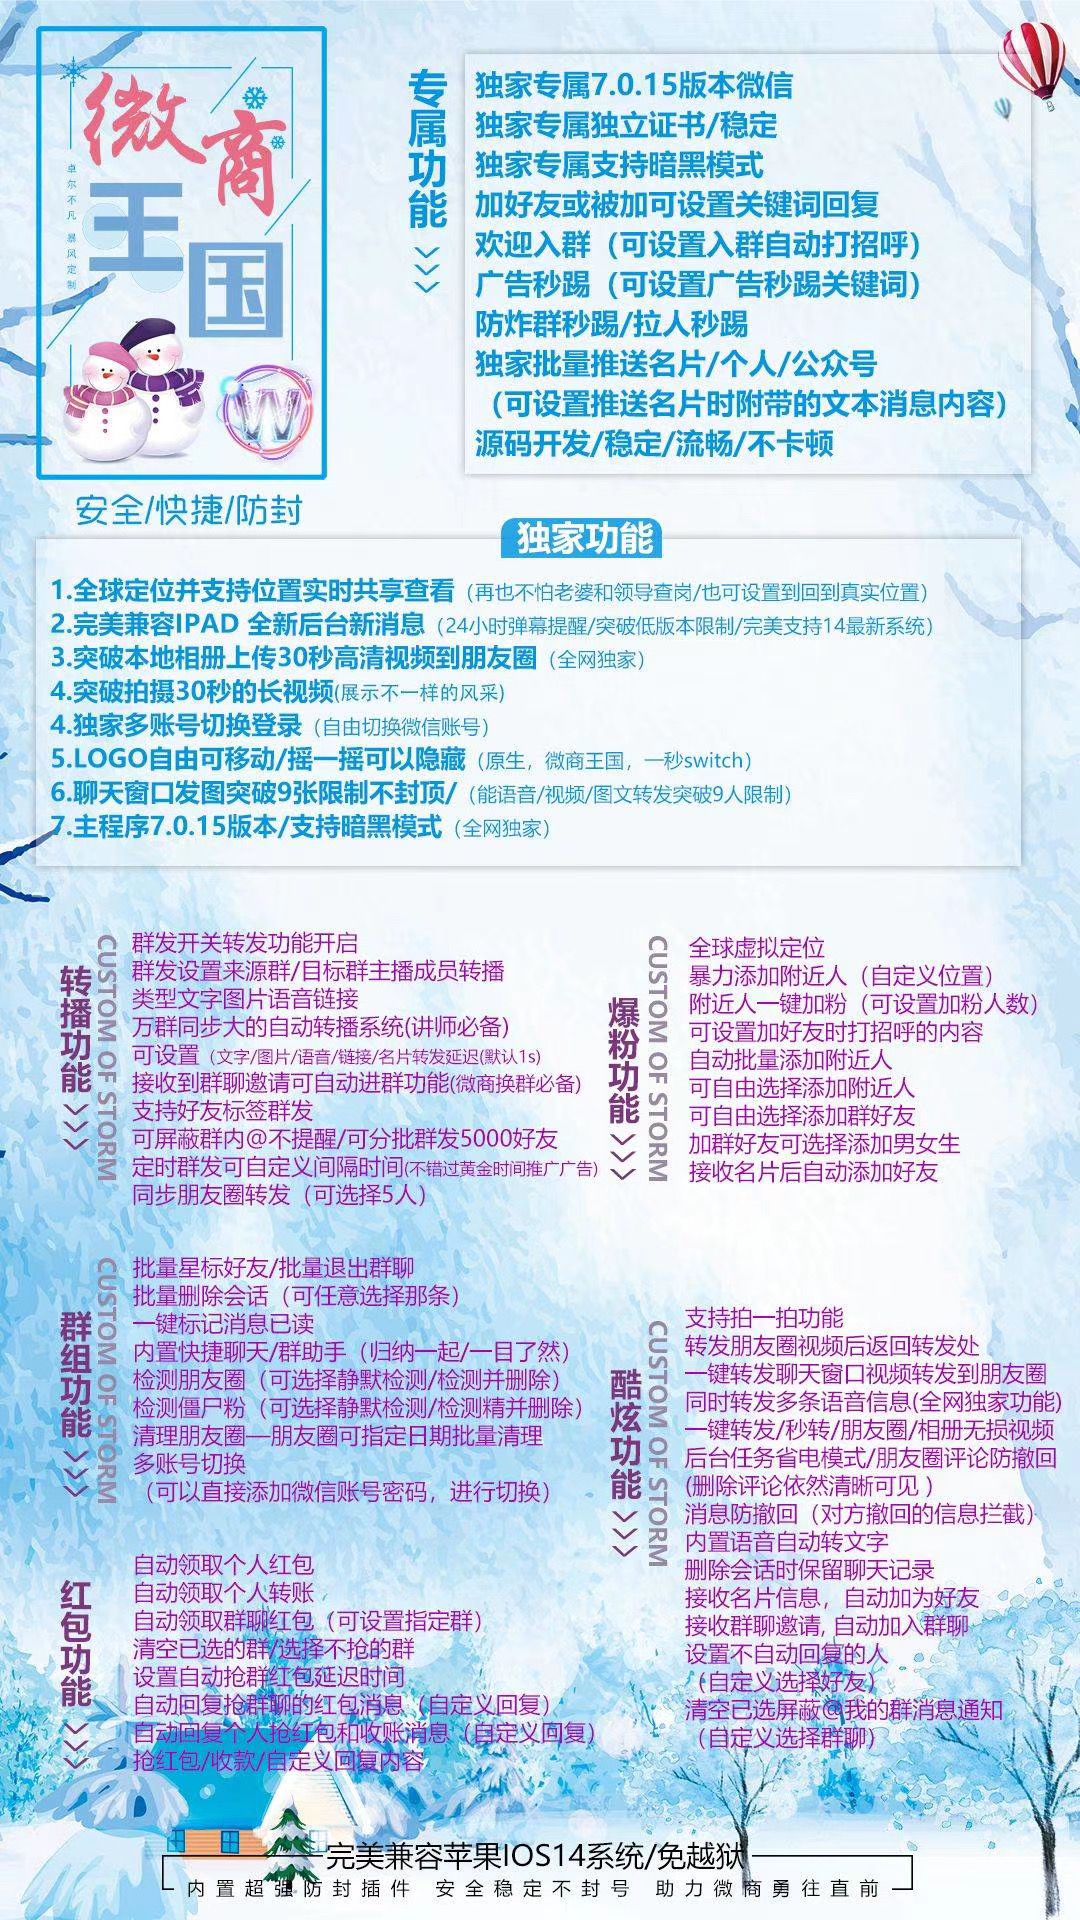 微商
王国
卓尔不凡 暴风定制
W
安全/快捷/防封
专属功能
独家专属7.0.15版本微信
独家专属独立证书/稳定
独家专属支持暗黑模式
加好友或被加可设置关键词回复
欢迎入群（可设置入群自动打招呼）
广告秒踢（可设置广告秒踢关键词）
防炸群秒踢/拉人秒踢
独家批量推送名片/个人/公众号
（可设置推送名片时附带的文本消息内容）
源码开发/稳定/流畅/不卡顿
独家功能
1.全球定位并支持位置实时共享查看（再也不怕老婆和领导查岗/也可设置到回到真实位置）
2.完美兼容IPAD 全新后台新消息（24小时弹幕提醒/突破低版本限制/完美支持14最新系统）
3.突破本地相册上传30秒高清视频到朋友圈（全网独家）
4.突破拍摄30秒的长视频(展示不一样的风采)
4.独家多账号切换登录（自由切换微信账号）
5.LOGO自由可移动/摇一摇可以隐藏（原生，微商王国，一秒switch）
6.聊天窗口发图突破9张限制不封顶/（能语音/视频/图文转发突破9人限制）
7.主程序7.0.15版本/支持暗黑模式（全网独家）
转播功能
CUSTOM OF STORM
群发开关转发功能开启
群发设置来源群/目标群主播成员转播
类型文字图片语音链接
万群同步大的自动转播系统(讲师必备)
可设置（文字/图片/语音/链接/名片转发延迟(默认1s)
接收到群聊邀请可自动进群功能(微商换群必备)
支持好友标签群发
可屏蔽群内@不提醒/可分批群发5000好友
定时群发可自定义间隔时间(不错过黄金时间推广广告)
同步朋友圈转发（可选择5人）
爆粉功能
CUSTOM OF STORM
全球虚拟定位
暴力添加附近人（自定义位置）
附近人一键加粉（可设置加粉人数）
可设置加好友时打招呼的内容
自动批量添加附近人
可自由选择添加附近人
可自由选择添加群好友
加群好友可选择添加男女生
接收名片后自动添加好友
群组功能
CUSTOM OF STORM
批量星标好友/批量退出群聊
批量删除会话（可任意选择那条）
一键标记消息已读
内置快捷聊天/群助手（归纳一起/一目了然）
检测朋友圈（可选择静默检测/检测并删除）
检测僵尸粉（可选择静默检测/检测精并删除）
清理朋友圈—朋友圈可指定日期批量清理
多账号切换
（可以直接添加微信账号密码，进行切换）
酷炫功能
CUSTOM OF STORM
支持拍一拍功能
转发朋友圈视频后返回转发处
一键转发聊天窗口视频转发到朋友圈
同时转发多条语音信息(全网独家功能)
一键转发/秒转/朋友圈/相册无损视频
后台任务省电模式/朋友圈评论防撤回
(删除评论依然清晰可见 )
消息防撤回（对方撤回的信息拦截）
内置语音自动转文字
删除会话时保留聊天记录
接收名片信息，自动加为好友
接收群聊邀请, 自动加入群聊
设置不自动回复的人
（自定义选择好友）
清空已选屏蔽@我的群消息通知
（自定义选择群聊）
红包功能
自动领取个人红包
自动领取个人转账
自动领取群聊红包（可设置指定群）
清空已选的群/选择不抢的群
设置自动抢群红包延迟时间
自动回复抢群聊的红包消息（自定义回复）
自动回复个人抢红包和收账消息（自定义回复）
抢红包/收款/自定义回复内容
完美兼容苹果IOS14系统/免越狱
内置超强防封插件 安全稳定不封号 助力微商勇往直前